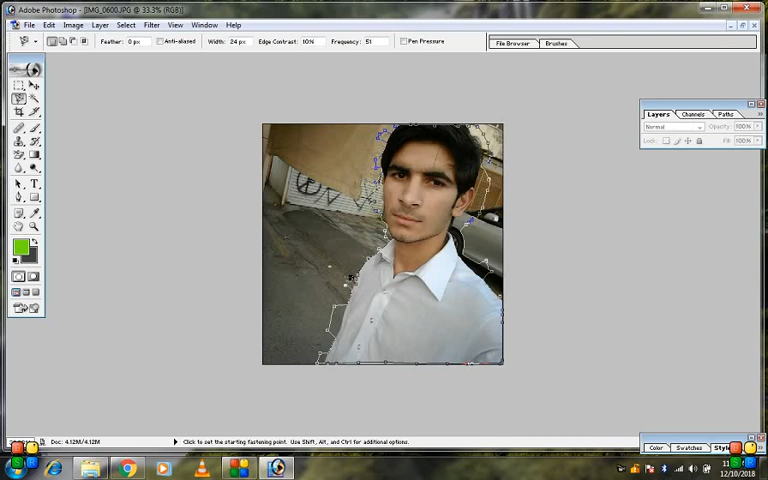 Adobe Photoshop - [IMG_0600.JPG @ 33.3% (RGB)]
File Edit Image Layer Select Filter View Window Help
Feather: 0 px Anti-aliased Width: 24 px Edge Contrast: 10% Frequency: 51 Pen Pressure File Browser Brushes
Layers Channels Paths
Normal Opacity: 100%
Lock: Fill: 100%
Doc: 4.12M/4.12M Click to set the starting fastening point. Use Shift, Alt, and Ctrl for additional options.
Color Swatches
12/10/2018